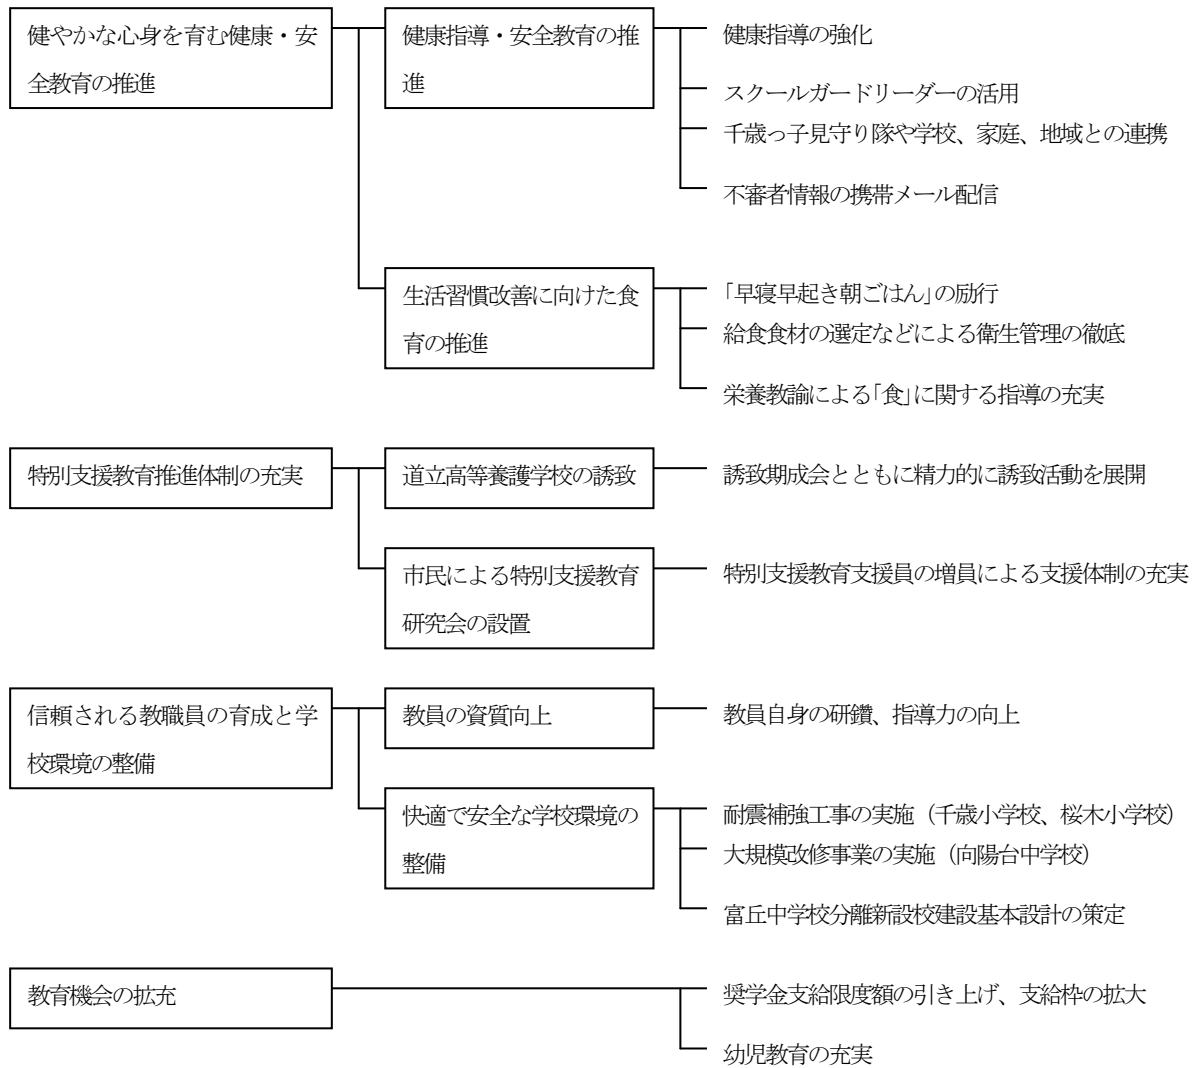 健やかな心身を育む健康・安
全教育の推進
健康指導・安全教育の推
進
健康指導の強化
スクールガードリーダーの活用
千歳っ子見守り隊や学校、家庭、地域との連携
不審者情報の携帯メール配信
生活習慣改善に向けた食
育の推進
「早寝早起き朝ごはん」の励行
給食食材の選定などによる衛生管理の徹底
栄養教諭による「食」に関する指導の充実
特別支援教育推進体制の充実
道立高等養護学校の誘致
誘致期成会とともに精力的に誘致活動を展開
市民による特別支援教育
研究会の設置
特別支援教育支援員の増員による支援体制の充実
信頼される教職員の育成と学
校環境の整備
教員の資質向上
教員自身の研鑽、指導力の向上
快適で安全な学校環境の
整備
耐震補強工事の実施（千歳小学校、桜木小学校）
大規模改修事業の実施（向陽台中学校）
富丘中学校分離新設校建設基本設計の策定
教育機会の拡充
奨学金支給限度額の引き上げ、支給枠の拡大
幼児教育の充実